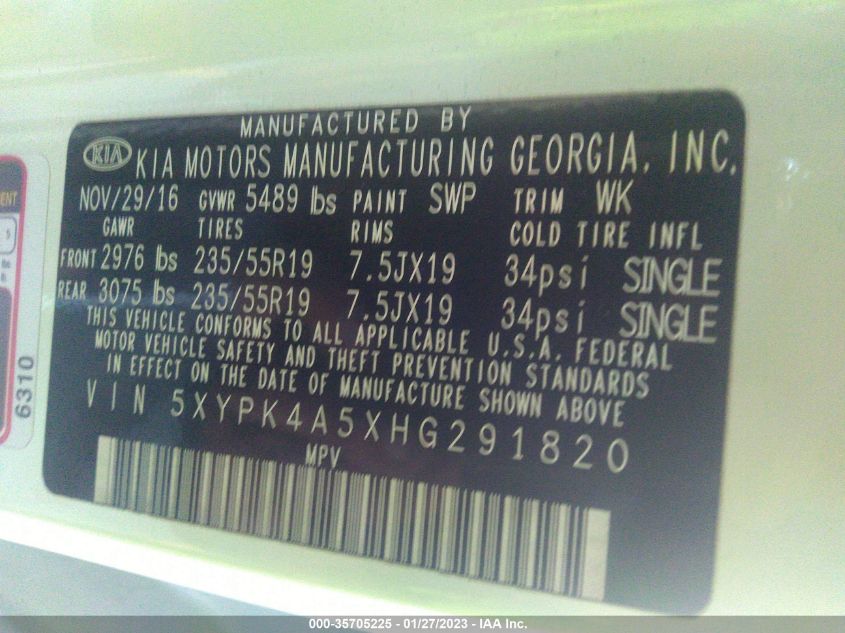 MANUFACTURED BY
KIA KIA MOTORS MANUFACTURING GEORGIA, INC.
NOV/29/16 GVWR 5489 lbs PAINT SWP TRIM WK
GAWR TIRES RIMS COLD TIRE INFL
FRONT 2976 lbs 235/55R19 7.5JX19 34psi SINGLE
REAR 3075 lbs 235/55R19 7.5JX19 34psi SINGLE
THIS VEHICLE CONFORMS TO ALL APPLICABLE U.S.A. FEDERAL
MOTOR VEHICLE SAFETY AND THEFT PREVENTION STANDARDS
IN EFFECT ON THE DATE OF MANUFACTURE SHOWN ABOVE
VIN 5XYPK4A5XHG291820
MPV
5
6310
000-35705225 - 01/27/2023 - IAA Inc.